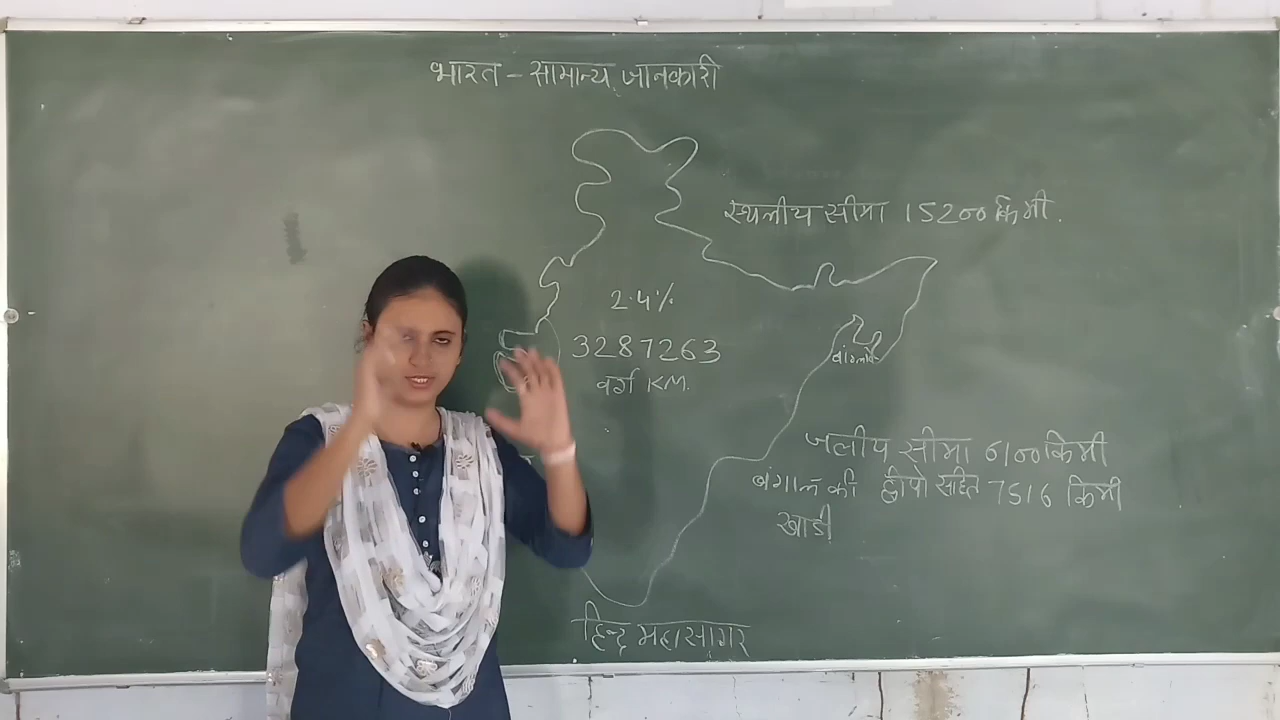 भारत - सामान्य जानकारी
स्थलीय सीमा 15200 किमी.
2.4%
3287263
वर्ग KM.
जलीय सीमा 6100 किमी
द्वीपो सहित 7516 किमी
बंगाल की
खाडी
हिन्द महासागर